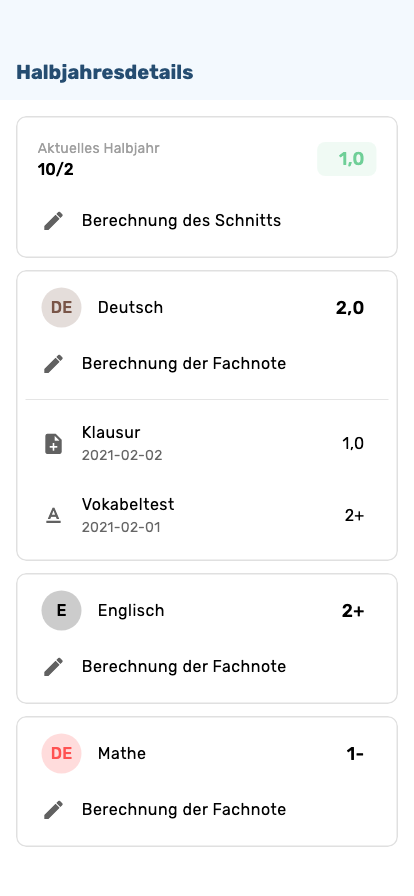 Halbjahresdetails
Aktuelles Halbjahr
10/2
1,0
Berechnung des Schnitts
DE Deutsch 2,0
Berechnung der Fachnote
Klausur
2021-02-02
1,0
A Vokabeltest
2021-02-01
2+
E Englisch 2+
Berechnung der Fachnote
DE Mathe 1-
Berechnung der Fachnote